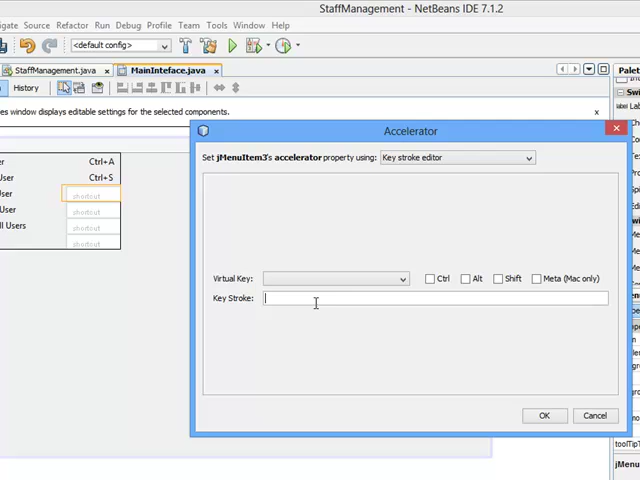 StaffManagement - NetBeans IDE 7.1.2
igate Source Refactor Run Debug Profile Team Tools Window Help
<default config>
StaffManagement.java MainInteface.java Palet
History
es window displays editable settings for the selected components. x
Accelerator
Set jMenuItem3's accelerator property using: Key stroke editor
er Ctrl+A
User Ctrl+S
User shortcut
User shortcut
ll Users shortcut
shortcut
Virtual Key: Ctrl Alt Shift Meta (Mac only)
Key Stroke:
OK Cancel
toolTipT
jMenu